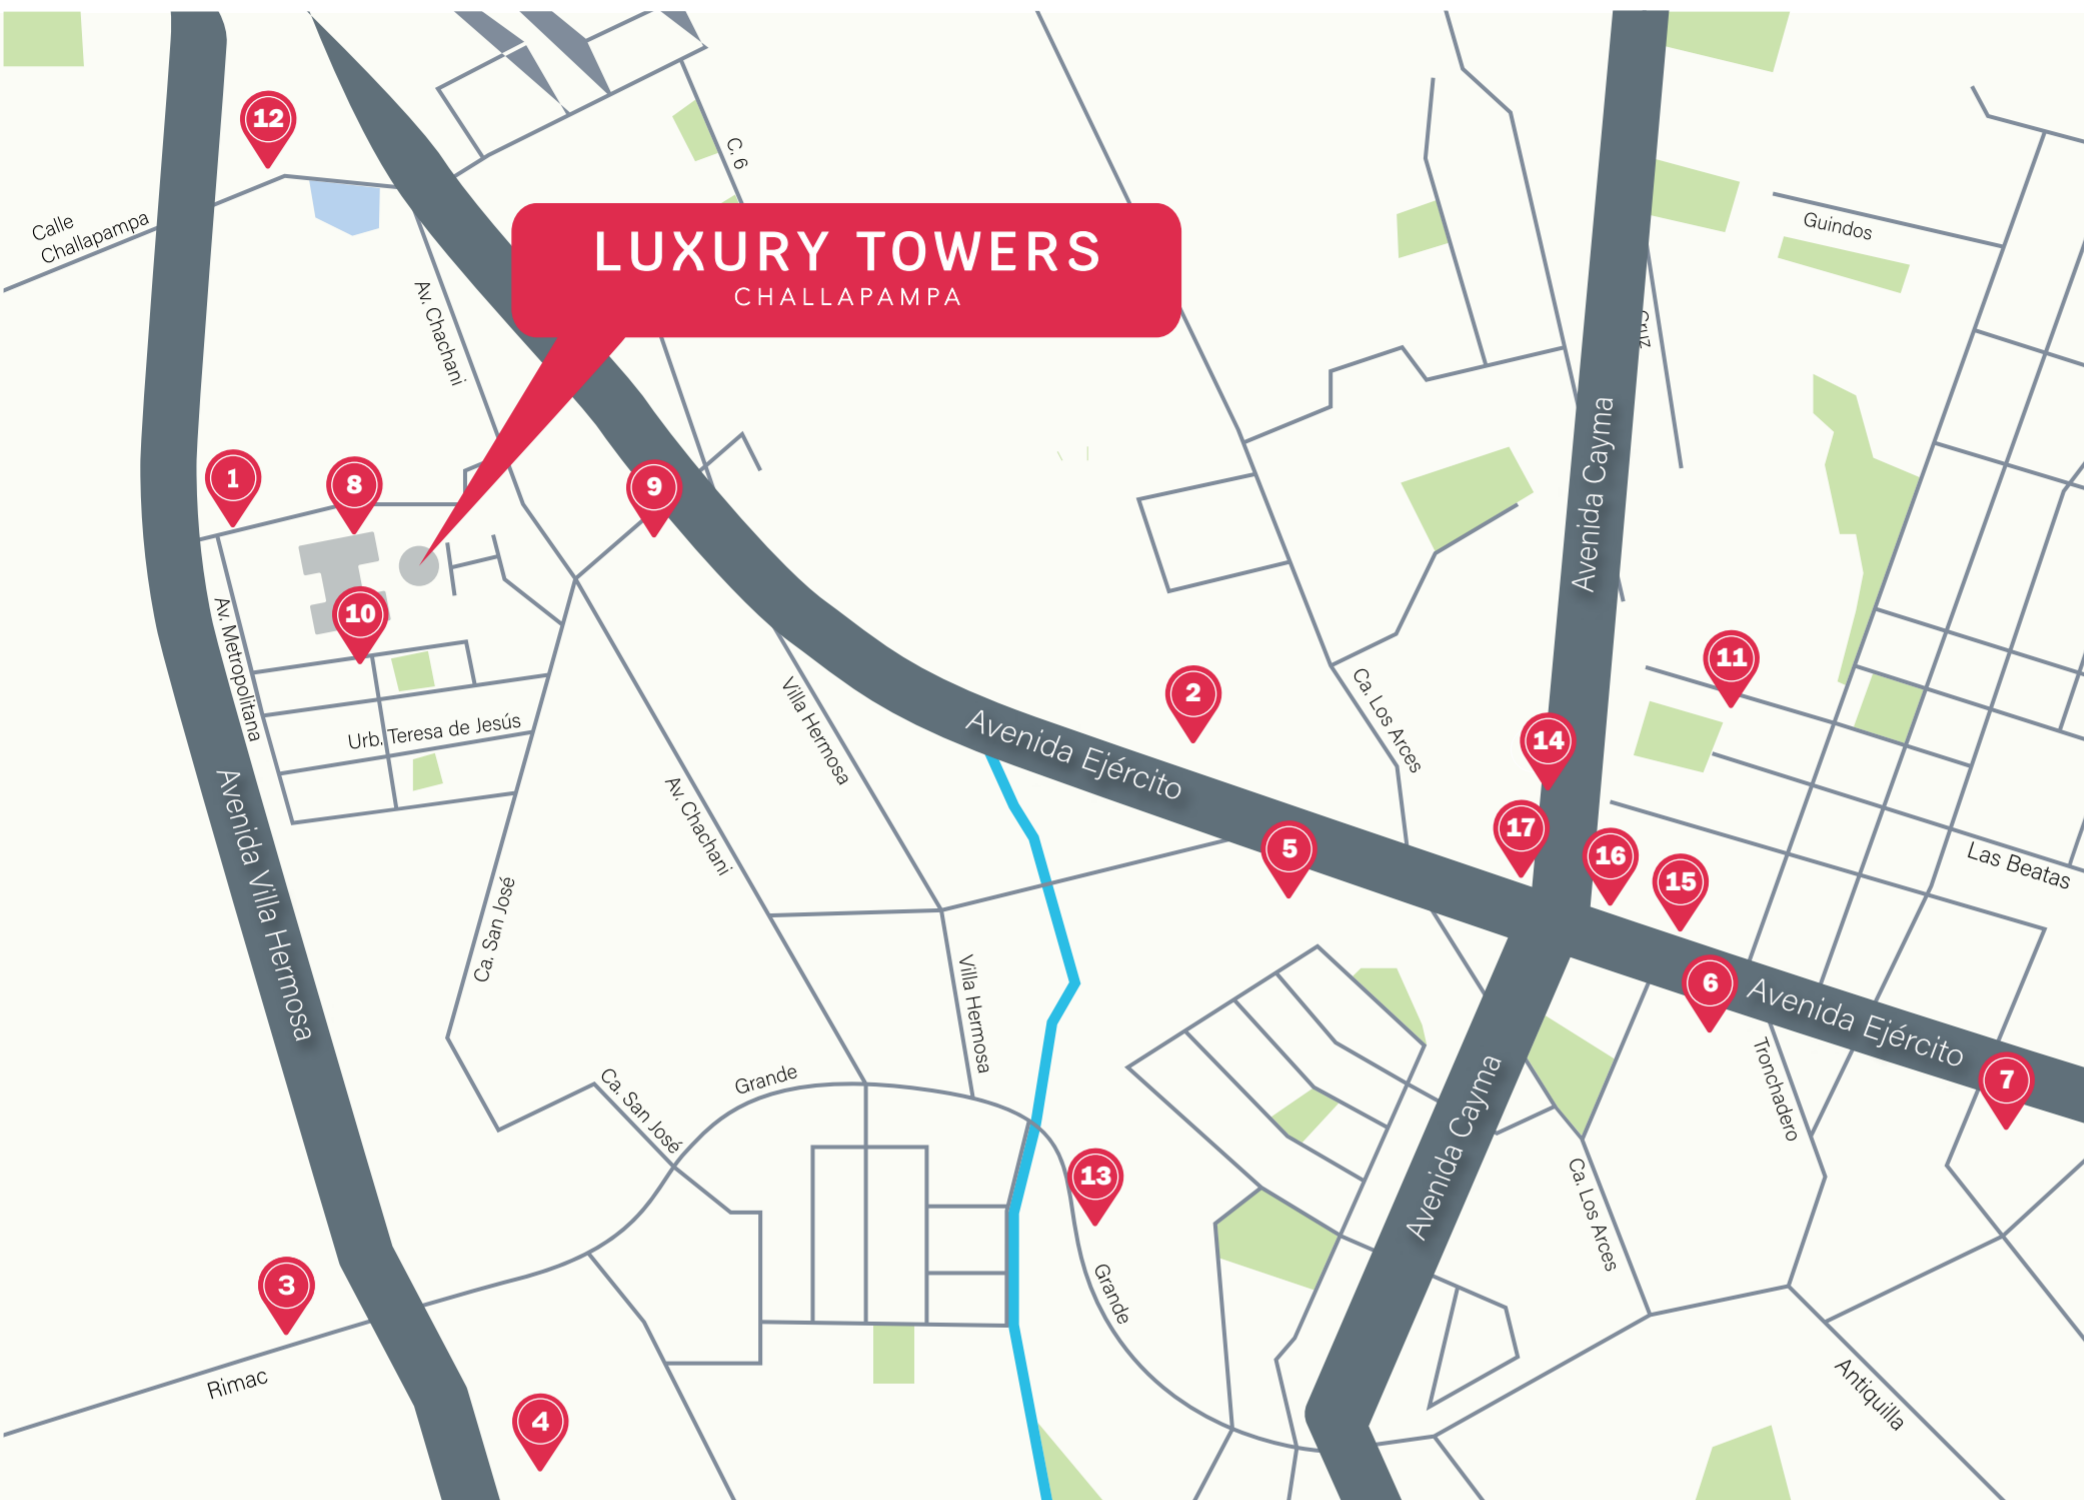 12
C. 6
Calle
Challapampa
Guindos
LUXURY TOWERS
CHALLAPAMPA
Av. Chachani
Cruz
Avenida Cayma
1
8
9
10
Av. Metropolitana
11
2
Ca. Los Arces
Villa Hermosa
Urb. Teresa de Jesús
Avenida Ejército
14
Avenida Villa Hermosa
Av. Chachani
17
5
16
15
Las Beatas
Ca. San José
Villa Hermosa
6
Avenida Ejército
Tronchadero
7
Grande
Ca. San José
Avenida Cayma
13
Ca. Los Arces
3
Grande
Rimac
4
Antiquilla